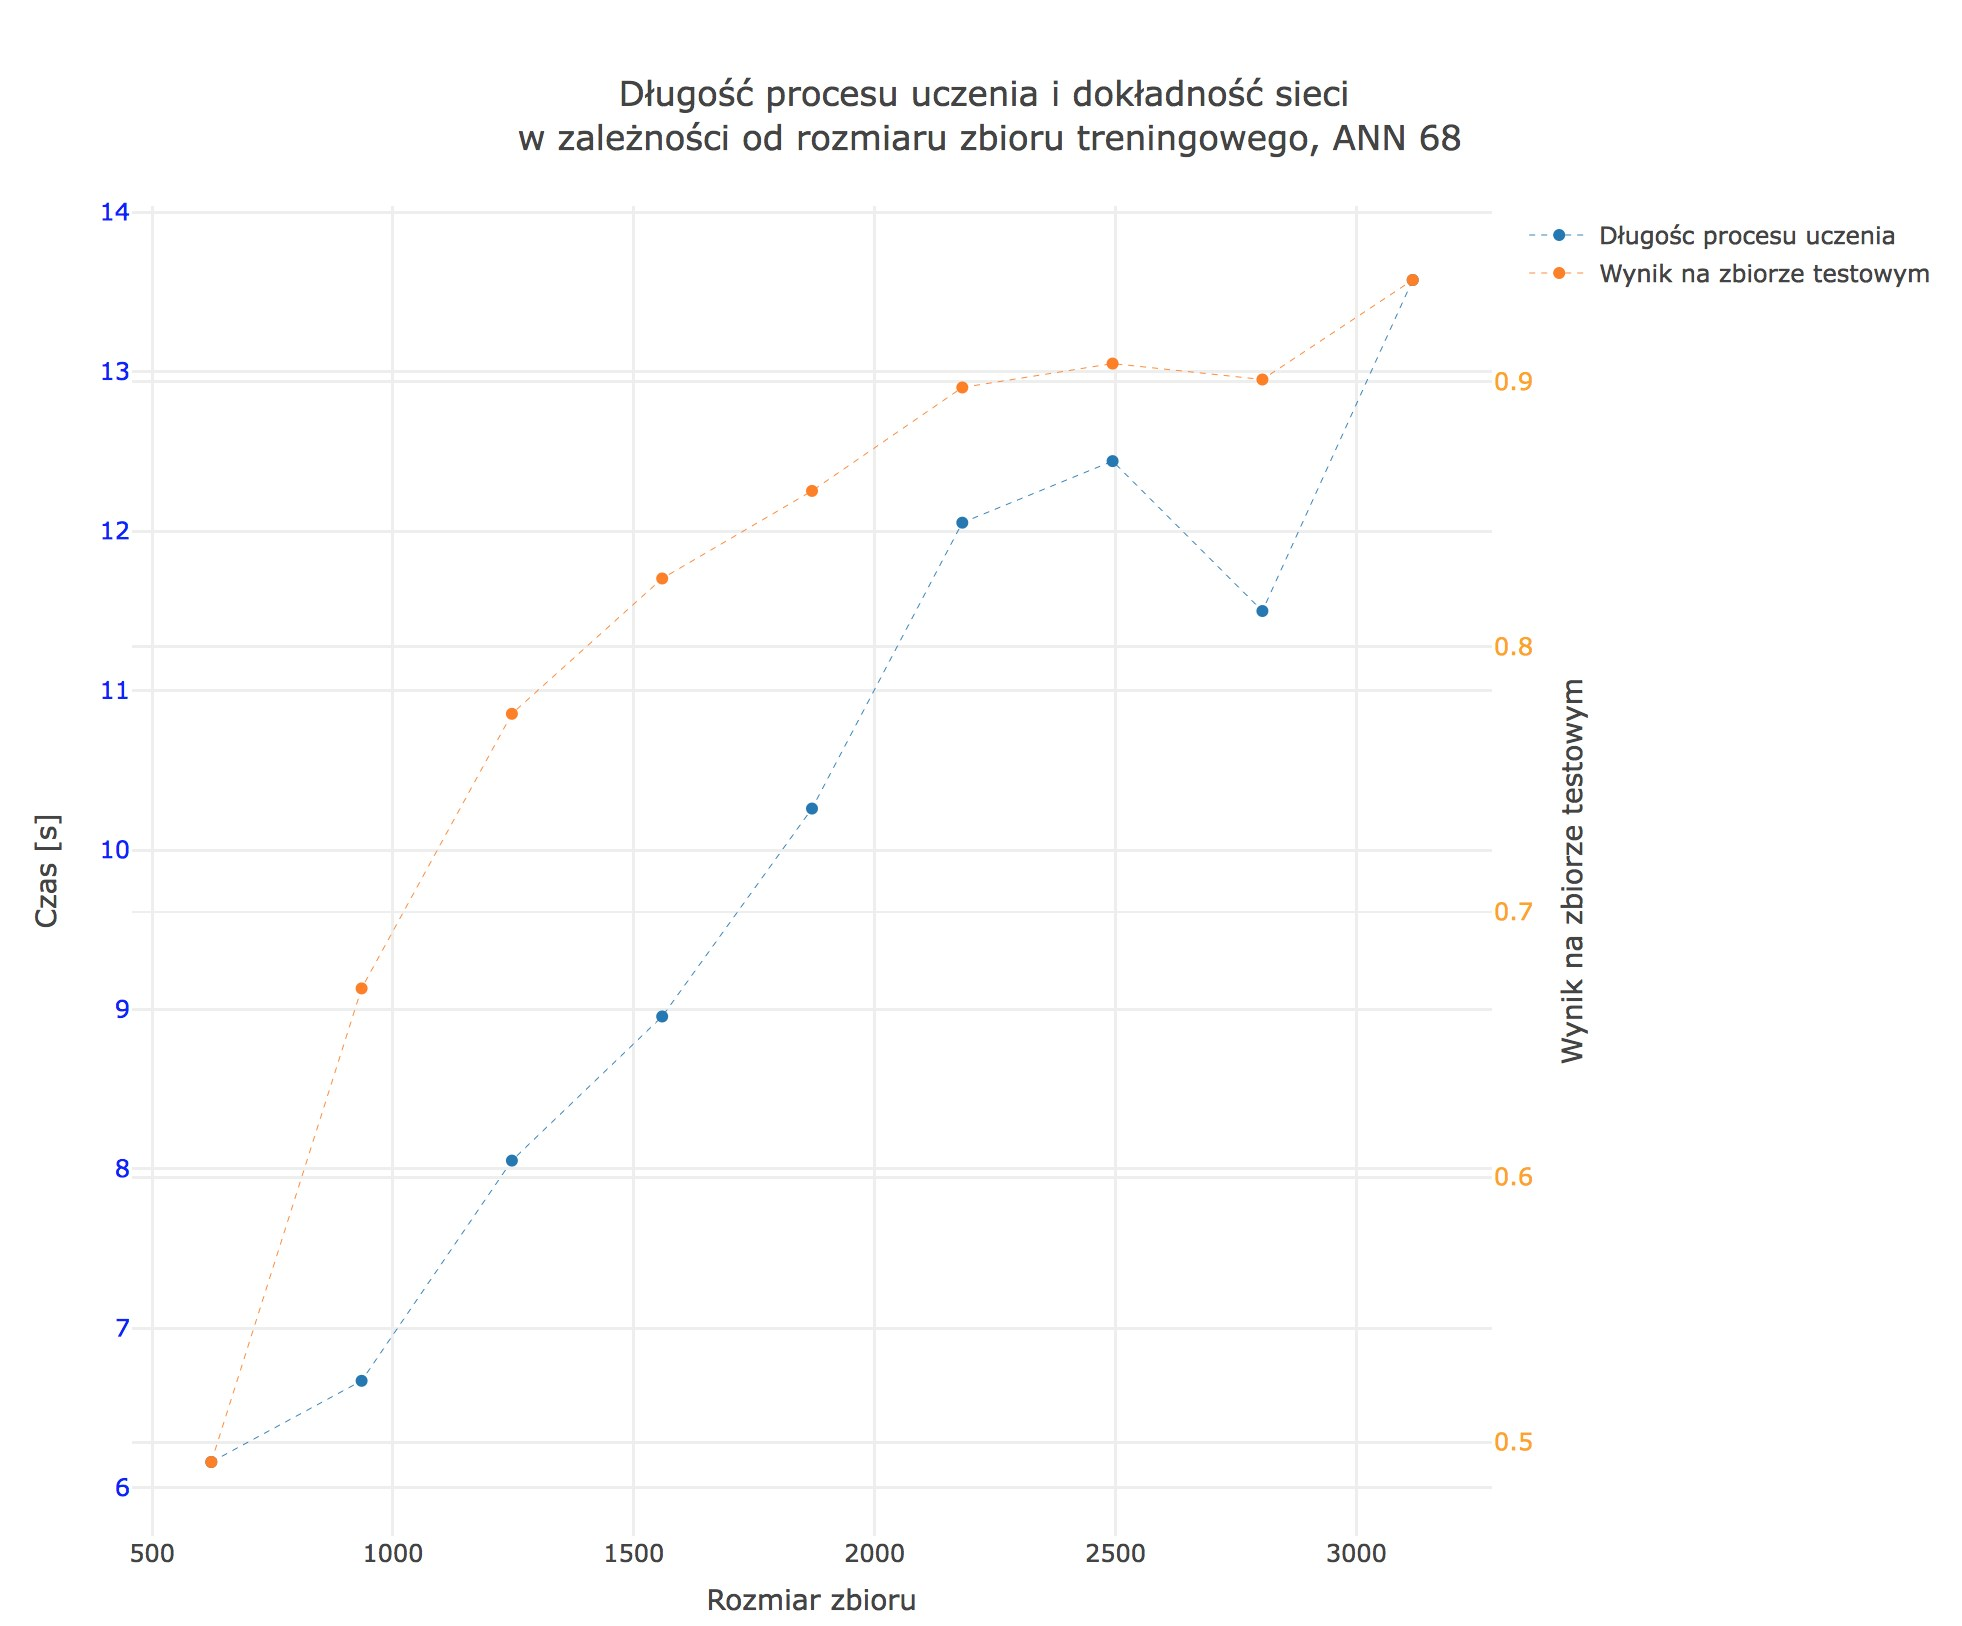 Długość procesu uczenia i dokładność sieci
w zależności od rozmiaru zbioru treningowego, ANN 68
Długośc procesu uczenia
Wynik na zbiorze testowym
14
13
12
11
10
9
8
7
6
Czas [s]
0.9
0.8
0.7
0.6
0.5
Wynik na zbiorze testowym
500 1000 1500 2000 2500 3000
Rozmiar zbioru